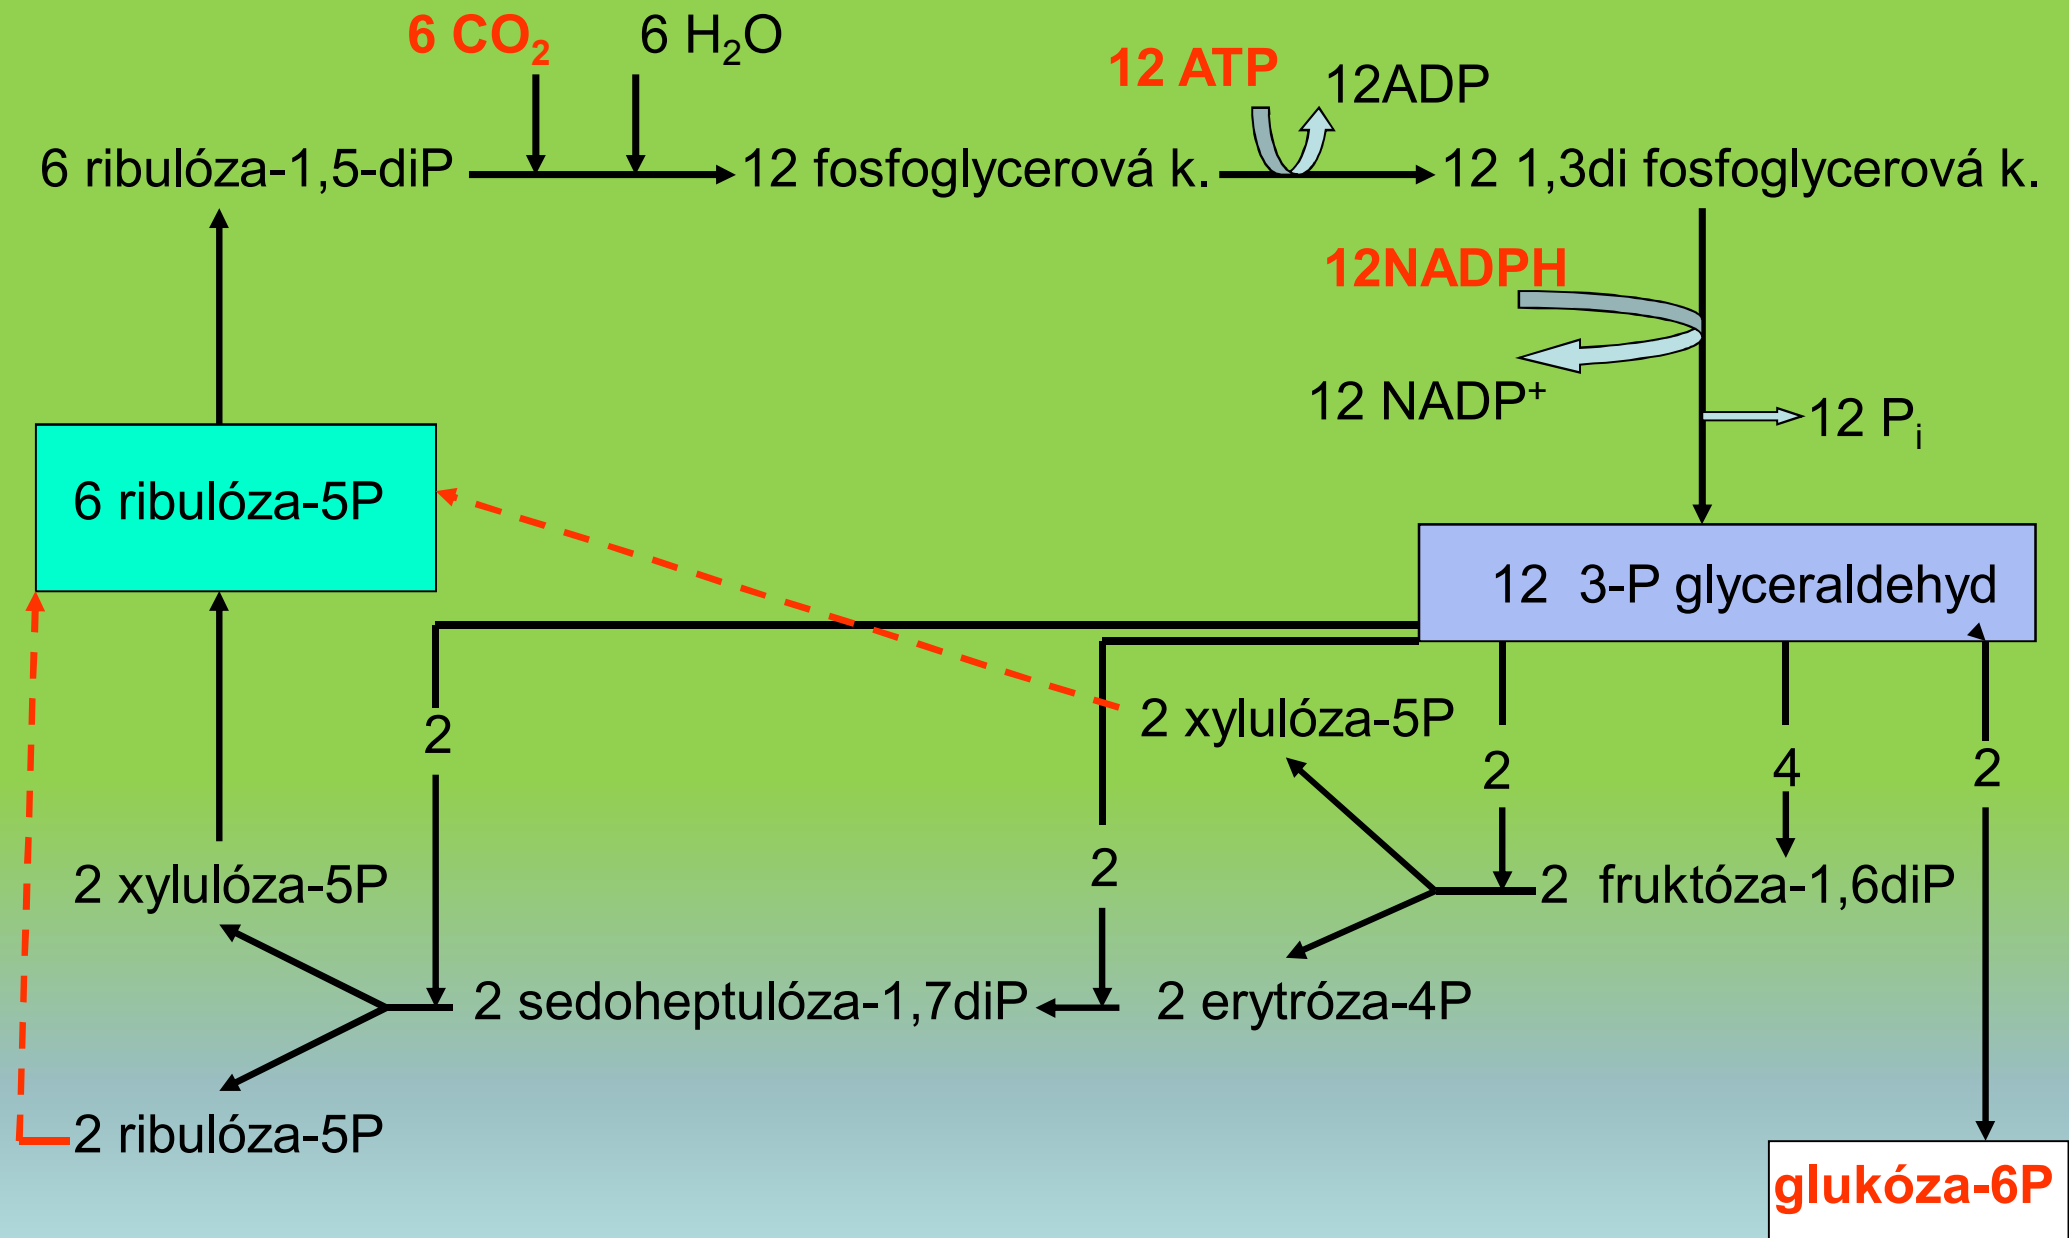 6 CO₂
6 H₂O
12 ATP
12ADP
6 ribulóza-1,5-diP
12 fosfoglycerová k.
12 1,3di fosfoglycerová k.
12NADPH
12 NADP⁺
12 Pᵢ
6 ribulóza-5P
12 3-P glyceraldehyd
2
2 xylulóza-5P
2
4
2
2
2 xylulóza-5P
2 fruktóza-1,6diP
2 sedoheptulóza-1,7diP
2 erytróza-4P
2 ribulóza-5P
glukóza-6P